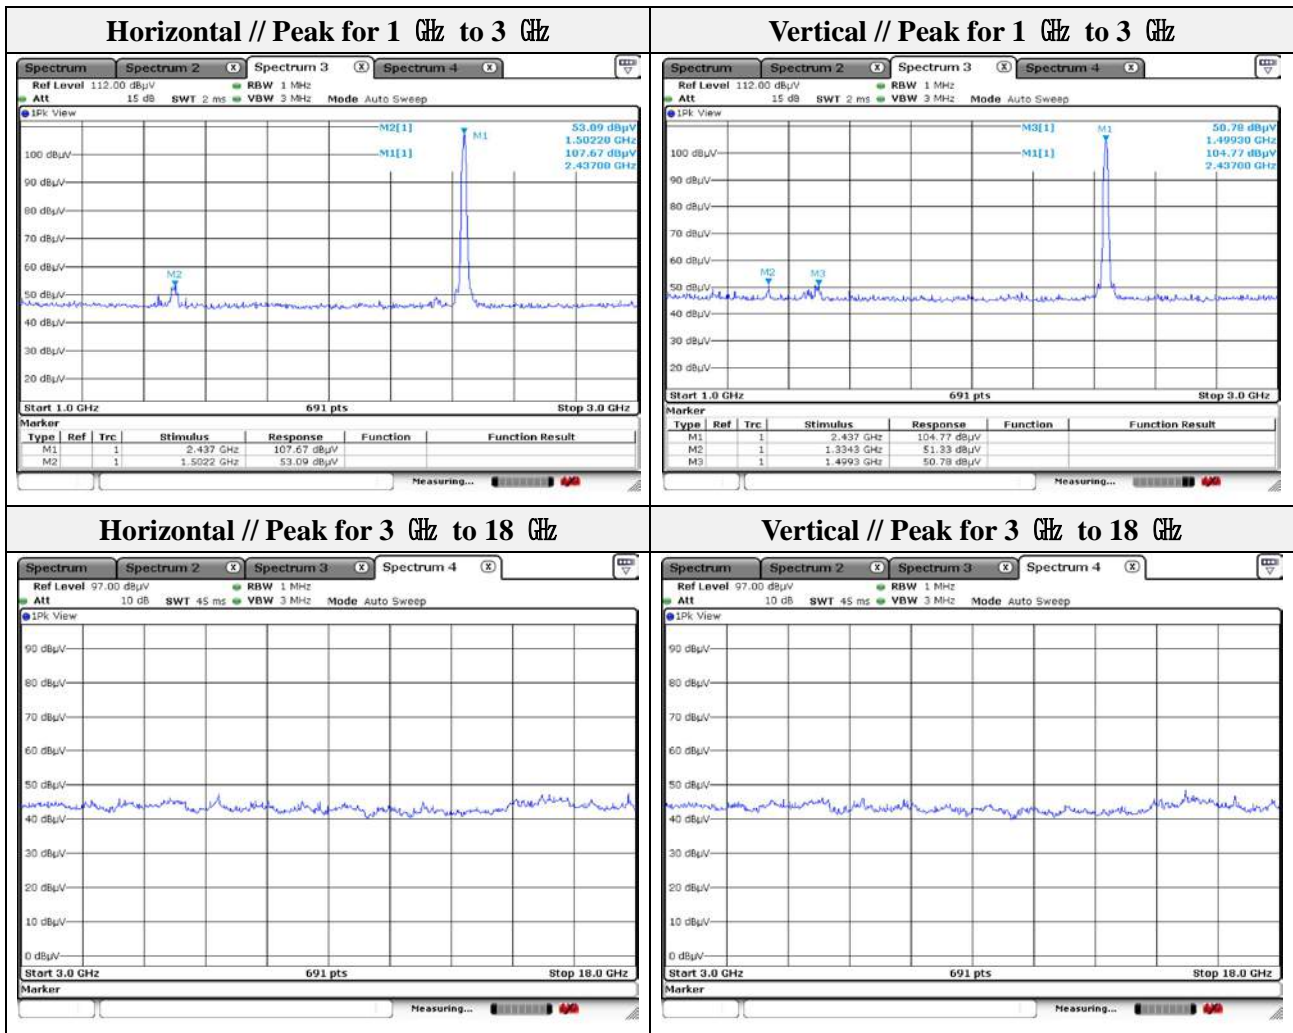 Horizontal // Peak for 1 ㎓ to 3 ㎓
Spectrum Spectrum 2 Spectrum 3 Spectrum 4
Ref Level 112.00 dBµV RBW 1 MHz
Att 15 dB SWT 2 ms VBW 3 MHz Mode Auto Sweep
1Pk View
M2[1] 53.09 dBµV
1.50220 GHz
M1[1] 107.67 dBµV
2.43700 GHz
M1
100 dBµV
90 dBµV
80 dBµV
70 dBµV
60 dBµV
M2
50 dBµV
40 dBµV
30 dBµV
20 dBµV
Start 1.0 GHz 691 pts Stop 3.0 GHz
Marker
Type Ref Trc Stimulus Response Function Function Result
M1 1 2.437 GHz 107.67 dBµV
M2 1 1.5022 GHz 53.09 dBµV
Measuring...
Vertical // Peak for 1 ㎓ to 3 ㎓
Spectrum Spectrum 2 Spectrum 3 Spectrum 4
Ref Level 112.00 dBµV RBW 1 MHz
Att 15 dB SWT 2 ms VBW 3 MHz Mode Auto Sweep
1Pk View
M3[1] 50.78 dBµV
1.49930 GHz
M1[1] 104.77 dBµV
2.43700 GHz
M1
100 dBµV
90 dBµV
80 dBµV
70 dBµV
60 dBµV
M2 M3
50 dBµV
40 dBµV
30 dBµV
20 dBµV
Start 1.0 GHz 691 pts Stop 3.0 GHz
Marker
Type Ref Trc Stimulus Response Function Function Result
M1 1 2.437 GHz 104.77 dBµV
M2 1 1.3343 GHz 51.33 dBµV
M3 1 1.4993 GHz 50.78 dBµV
Measuring...
Horizontal // Peak for 3 ㎓ to 18 ㎓
Spectrum Spectrum 2 Spectrum 3 Spectrum 4
Ref Level 97.00 dBµV RBW 1 MHz
Att 10 dB SWT 45 ms VBW 3 MHz Mode Auto Sweep
1Pk View
90 dBµV
80 dBµV
70 dBµV
60 dBµV
50 dBµV
40 dBµV
30 dBµV
20 dBµV
10 dBµV
0 dBµV
Start 3.0 GHz 691 pts Stop 18.0 GHz
Marker
Measuring...
Vertical // Peak for 3 ㎓ to 18 ㎓
Spectrum Spectrum 2 Spectrum 3 Spectrum 4
Ref Level 97.00 dBµV RBW 1 MHz
Att 10 dB SWT 45 ms VBW 3 MHz Mode Auto Sweep
1Pk View
90 dBµV
80 dBµV
70 dBµV
60 dBµV
50 dBµV
40 dBµV
30 dBµV
20 dBµV
10 dBµV
0 dBµV
Start 3.0 GHz 691 pts Stop 18.0 GHz
Marker
Measuring...